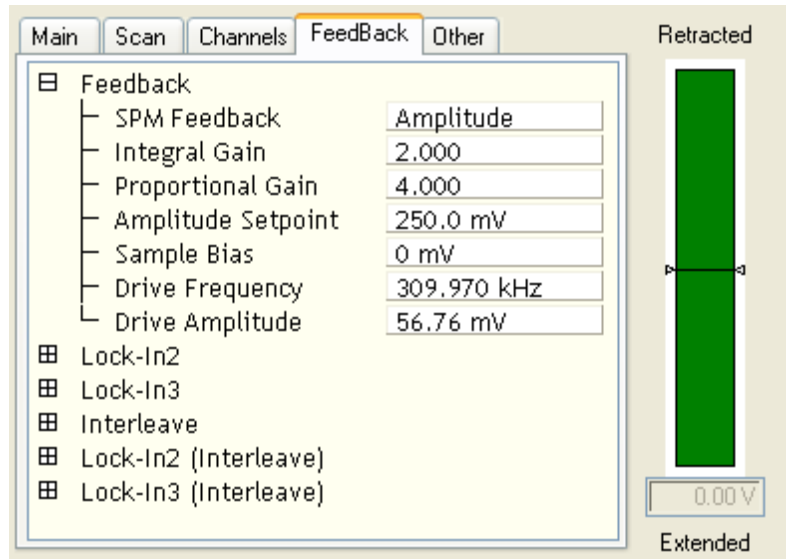 Main Scan Channels FeedBack Other Retracted
Feedback
SPM Feedback Amplitude
Integral Gain 2.000
Proportional Gain 4.000
Amplitude Setpoint 250.0 mV
Sample Bias 0 mV
Drive Frequency 309.970 kHz
Drive Amplitude 56.76 mV
Lock-In2
Lock-In3
Interleave
Lock-In2 (Interleave)
Lock-In3 (Interleave)
0.00 V
Extended